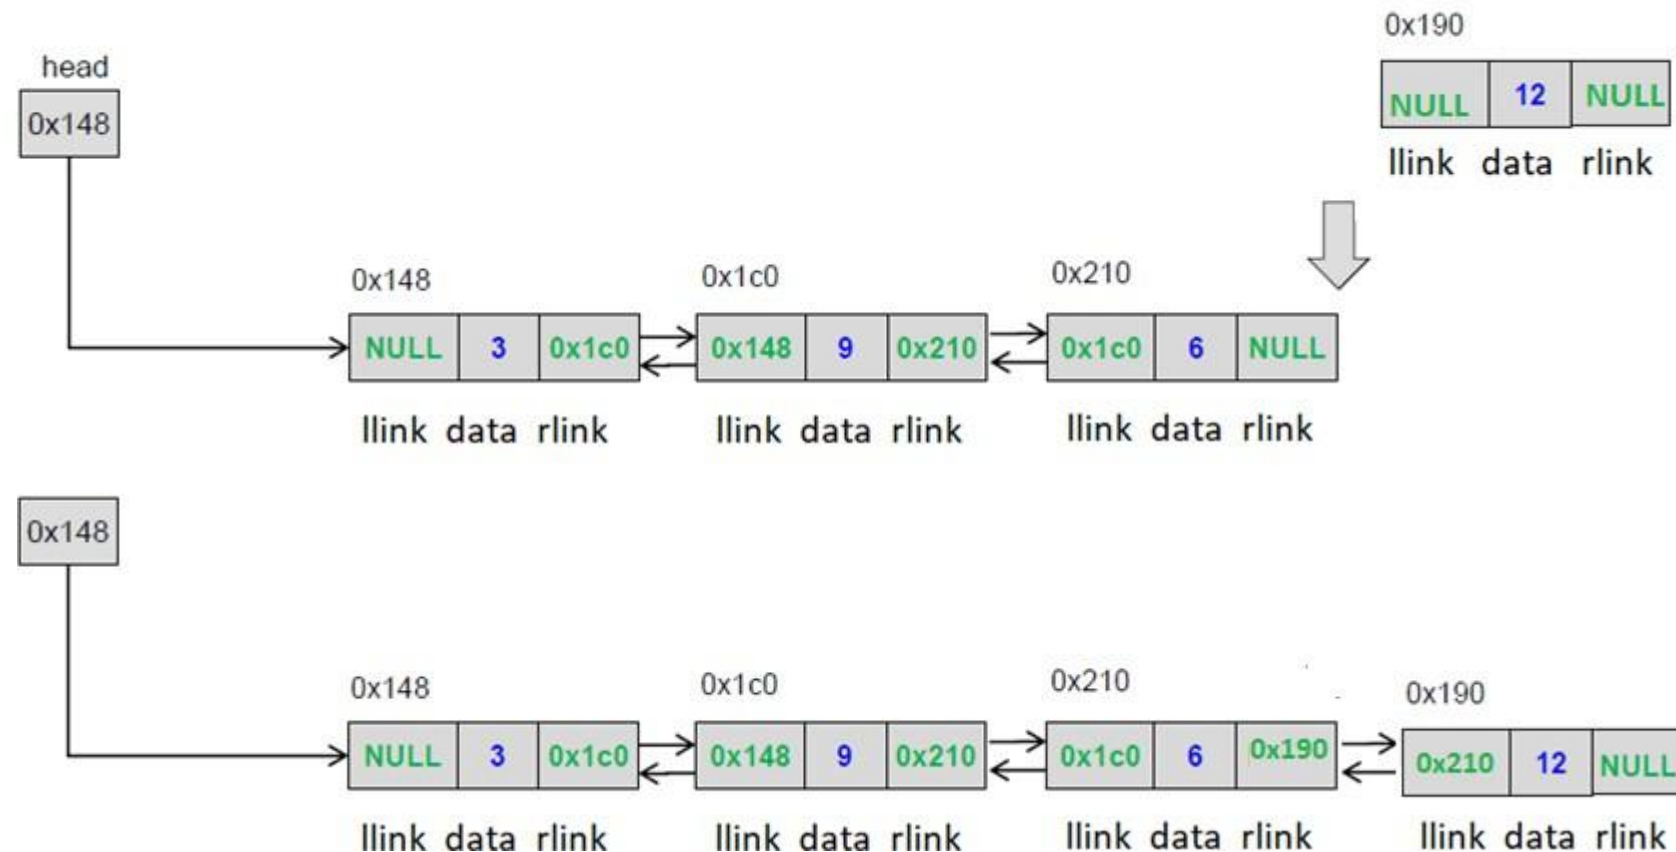 0x190
head
0x148
NULL 12 NULL
llink data rlink
0x148 0x1c0 0x210
NULL 3 0x1c0 0x148 9 0x210 0x1c0 6 NULL
llink data rlink llink data rlink llink data rlink
0x148
0x148 0x1c0 0x210 0x190
NULL 3 0x1c0 0x148 9 0x210 0x1c0 6 0x190 0x210 12 NULL
llink data rlink llink data rlink llink data rlink llink data rlink